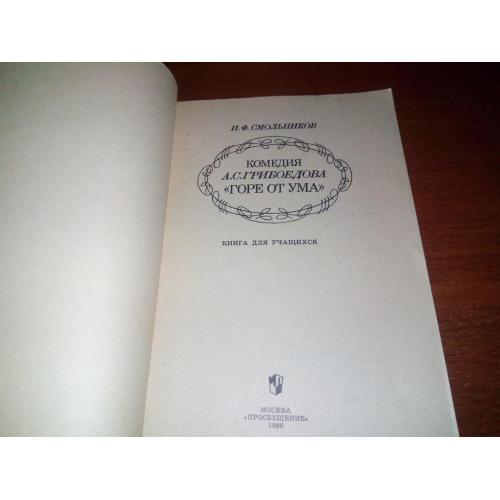 И. Ф. СМОЛЬНИКОВ
КОМЕДИЯ
А. С. ГРИБОЕДОВА
«ГОРЕ ОТ УМА»
КНИГА ДЛЯ УЧАЩИХСЯ
МОСКВА
«ПРОСВЕЩЕНИЕ»
1986